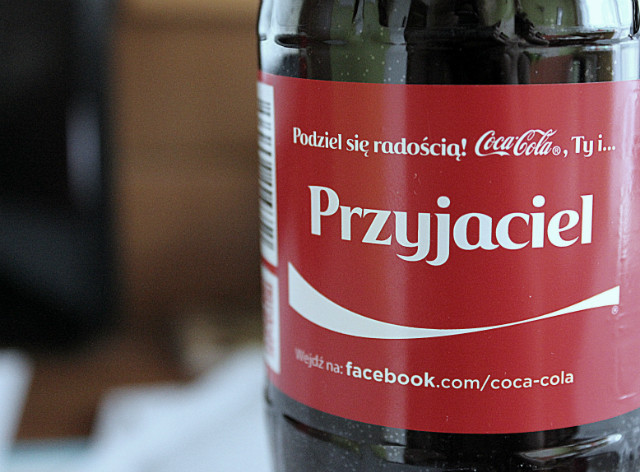 Podziel się radością! Coca-Cola®, Ty i...
Przyjaciel
®
Wejdź na: facebook.com/coca-cola